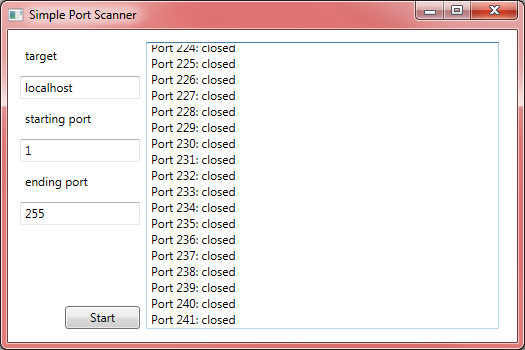 Simple Port Scanner
target
localhost
starting port
1
ending port
255
Start
Port 224: closed
Port 225: closed
Port 226: closed
Port 227: closed
Port 228: closed
Port 229: closed
Port 230: closed
Port 231: closed
Port 232: closed
Port 233: closed
Port 234: closed
Port 235: closed
Port 236: closed
Port 237: closed
Port 238: closed
Port 239: closed
Port 240: closed
Port 241: closed